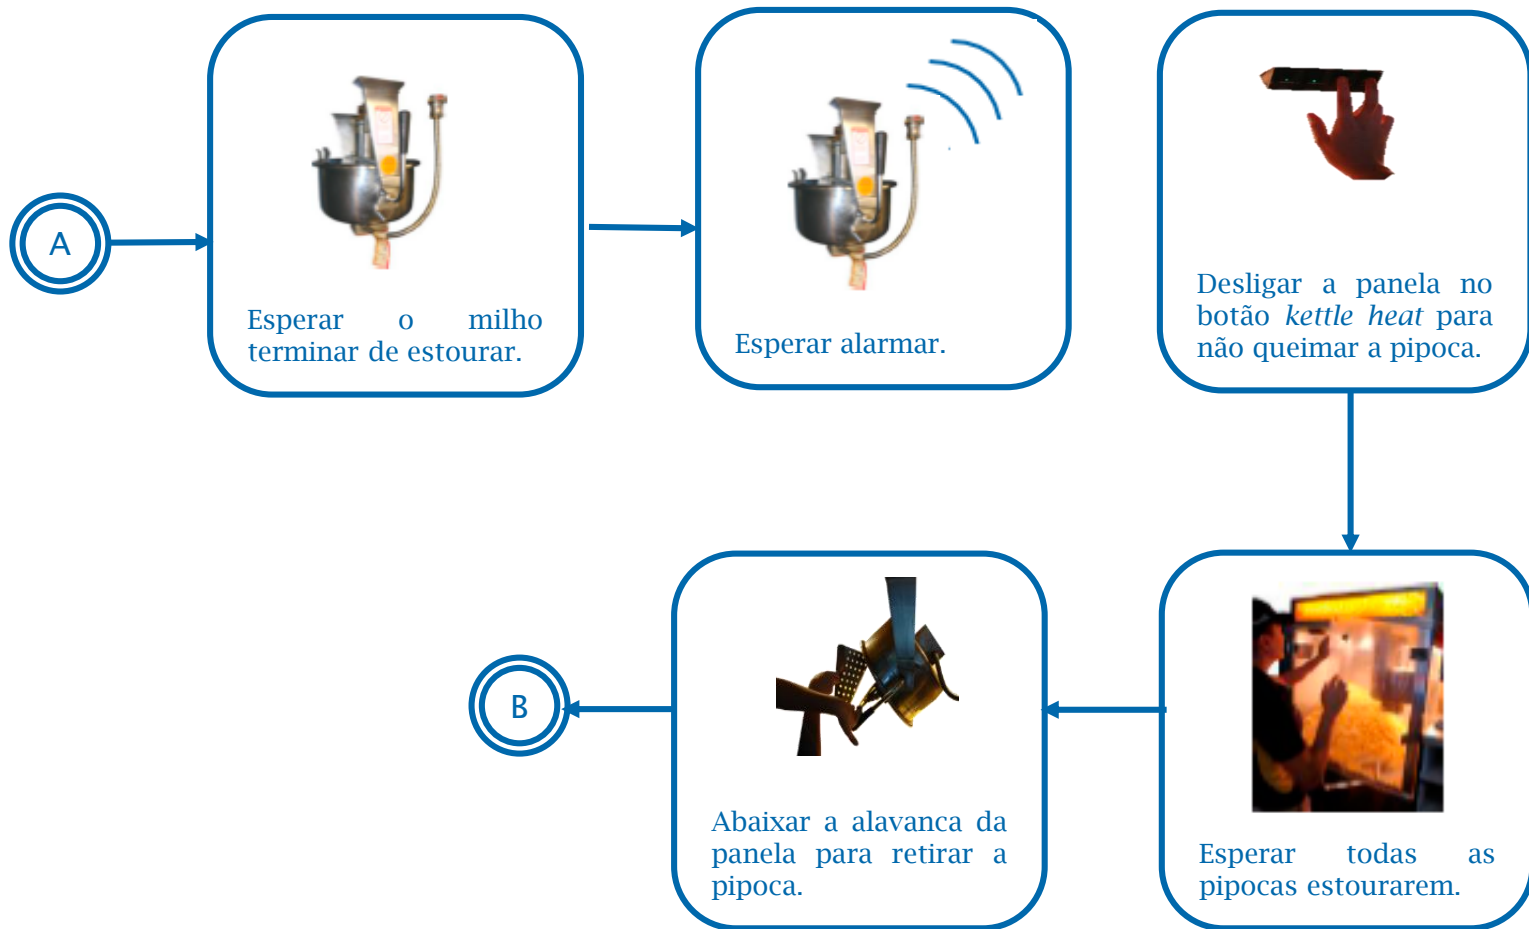 A
Esperar o milho
terminar de estourar.
Esperar alarmar.
Desligar a panela no
botão kettle heat para
não queimar a pipoca.
Esperar todas as
pipocas estourarem.
Abaixar a alavanca da
panela para retirar a
pipoca.
B